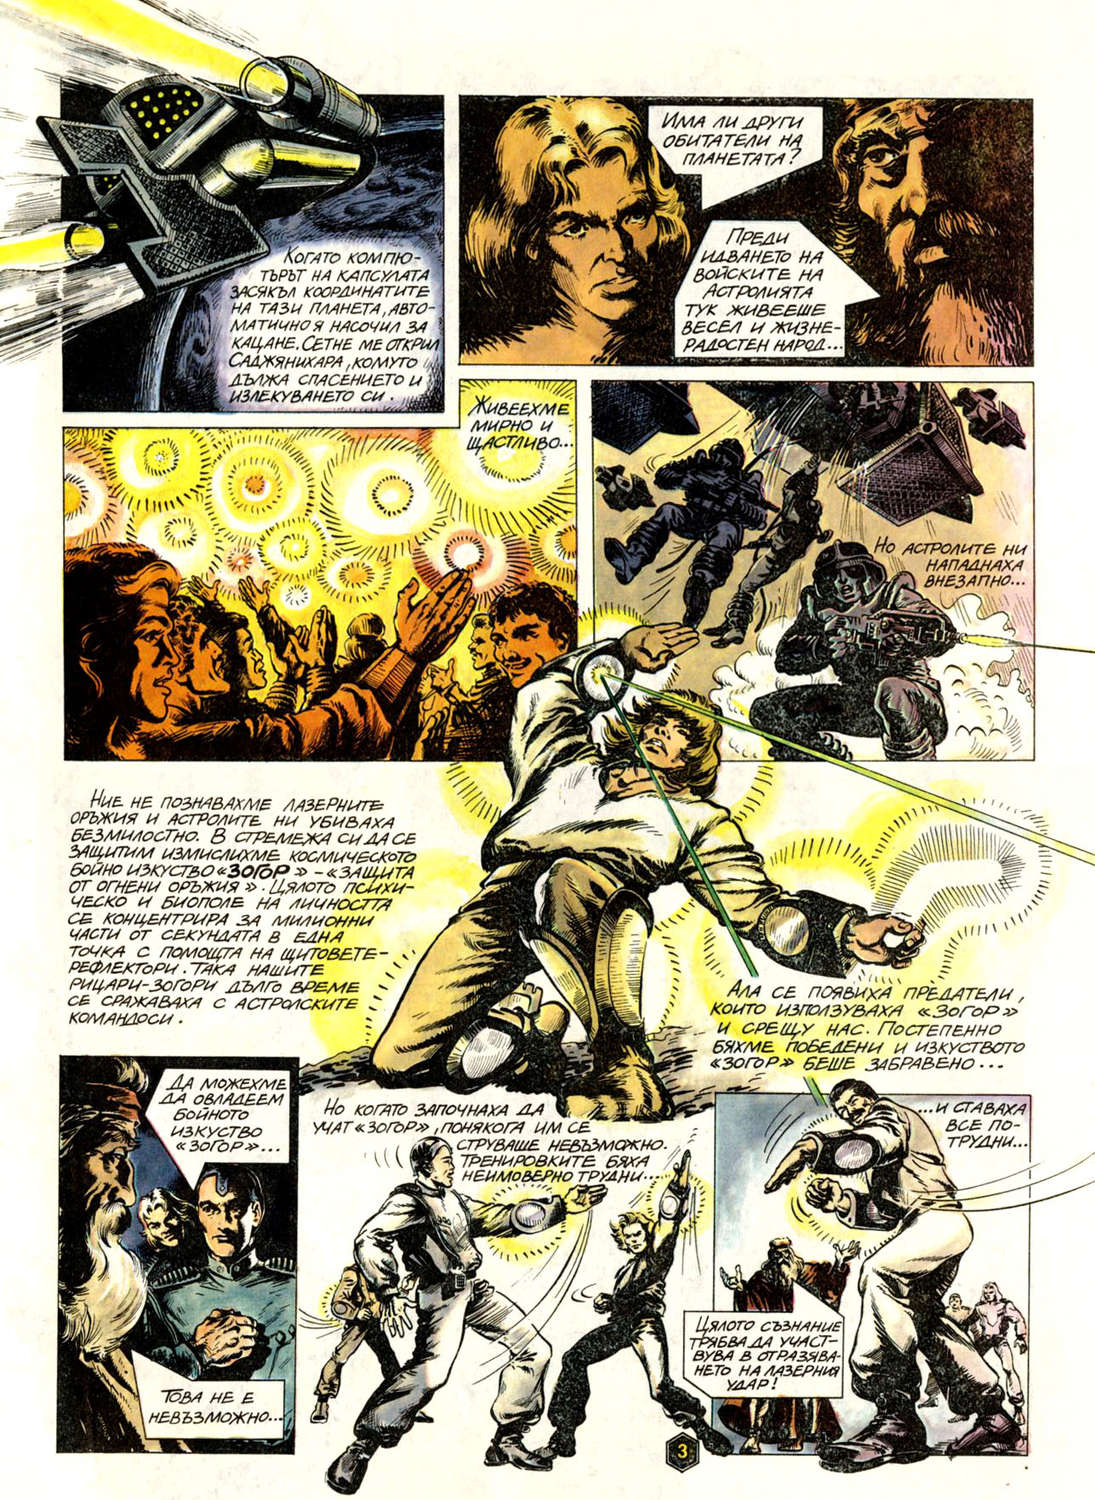 Когато компю-
търът на капсулата
засякъл координатите
на тази планета, авто-
матично я насочил за
кацане. Сетне ме открил
Саджянихара, комуто
дължа спасението и
излекуването си.
Има ли други
обитатели на
планетата?
Преди
идването на
войските на
Астролията
тук живееше
весел и жизне-
радостен народ...
Живеехме
мирно и
щастливо...
Но астролите ни
нападнаха
внезапно...
Ние не познавахме лазерните
оръжия и астролите ни убиваха
безмилостно. В стремежа си да се
защитим измислихме космическото
бойно изкуство «ЗОГОР» – «Защита
от огнени оръжия». Цялото психи-
ческо и биополе на личността
се концентрира за милионни
части от секундата в една
точка с помощта на щитовете-
рефлектори. Така нашите
рицари-зогори дълго време
се сражаваха с астролските
командоси.
Ала се появиха предатели,
които използуваха «Зогор»
и срещу нас. Постепенно
бяхме победени и изкуството
«Зогор» беше забравено...
Да можехме
да овладеем
бойното
изкуство
«Зогор»...
Това не е
невъзможно...
Но когато започнаха да
учат «Зогор», понякога им се
струваше невъзможно.
Тренировките бяха
неимоверно трудни...
...и ставаха
все по-
трудни...
Цялото съзнание
трябва да участ-
вува в отразява-
нето на лазерния
удар!
3